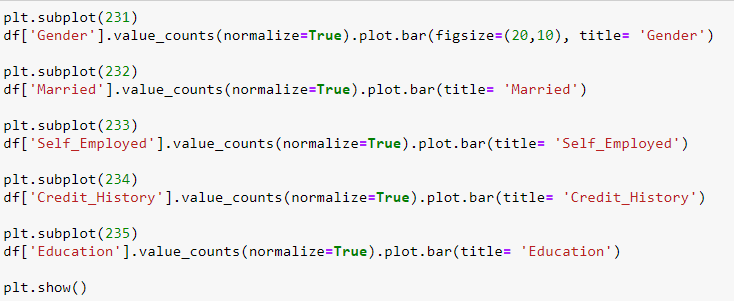 plt.subplot(231)
df['Gender'].value_counts(normalize=True).plot.bar(figsize=(20,10), title= 'Gender')
plt.subplot(232)
df['Married'].value_counts(normalize=True).plot.bar(title= 'Married')
plt.subplot(233)
df['Self_Employed'].value_counts(normalize=True).plot.bar(title= 'Self_Employed')
plt.subplot(234)
df['Credit_History'].value_counts(normalize=True).plot.bar(title= 'Credit_History')
plt.subplot(235)
df['Education'].value_counts(normalize=True).plot.bar(title= 'Education')
plt.show()